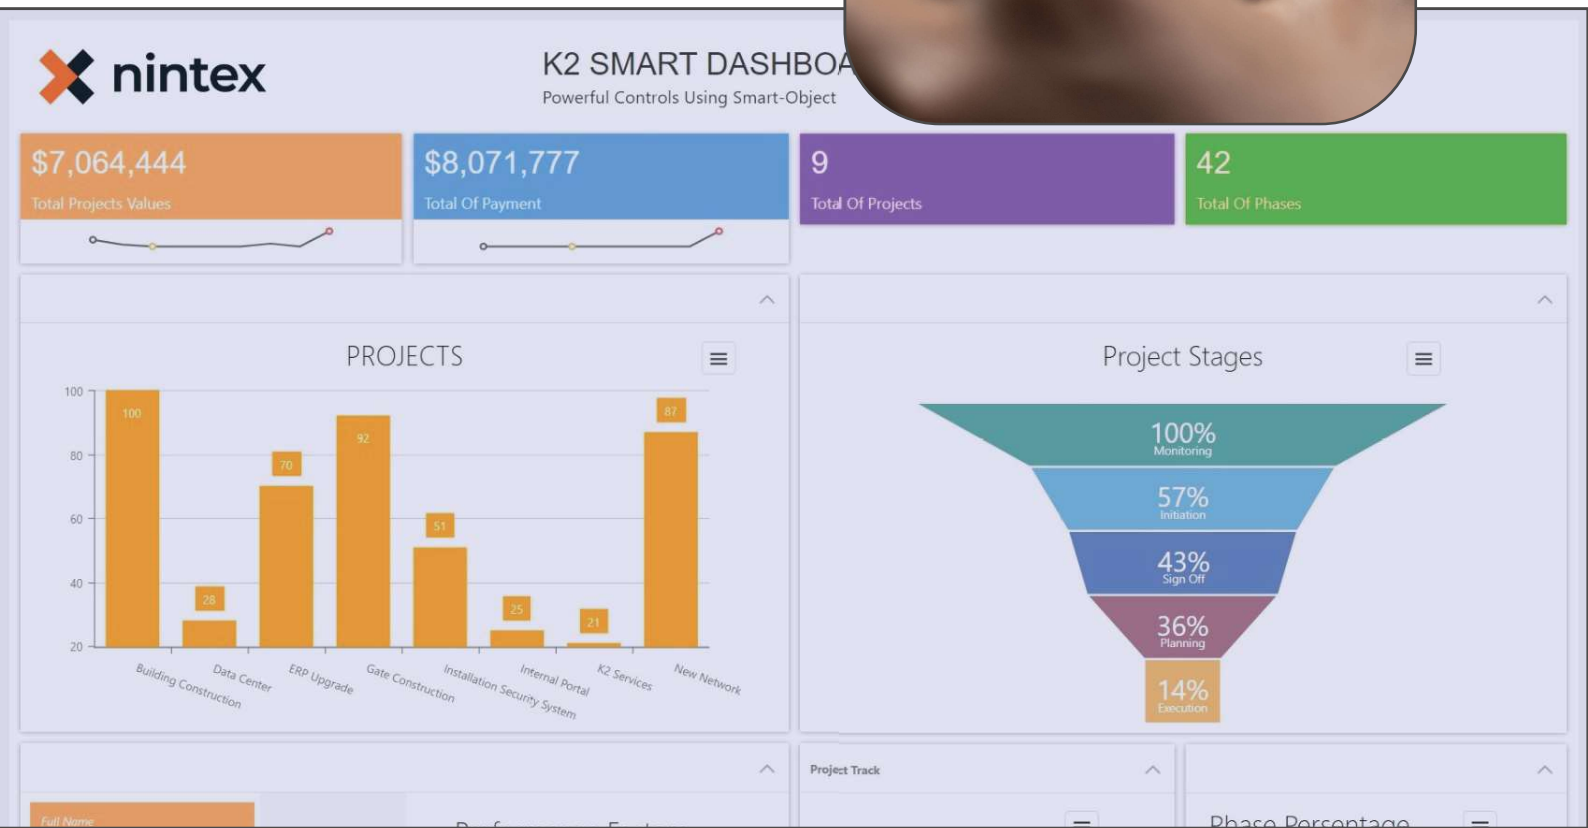 nintex
K2 SMART DASHBOA
Powerful Controls Using Smart-Object
$7,064,444
Total Projects Values
$8,071,777
Total Of Payment
9
Total Of Projects
42
Total Of Phases
PROJECTS
100
80
60
40
20
100
28
70
92
51
25
21
87
Building Construction
Data Center
ERP Upgrade
Gate Construction
Installation Security System
Internal Portal
K2 Services
New Network
Project Stages
100%
Monitoring
57%
Initiation
43%
Sign Off
36%
Planning
14%
Execution
Full Name
Project Track
Phase Persentage